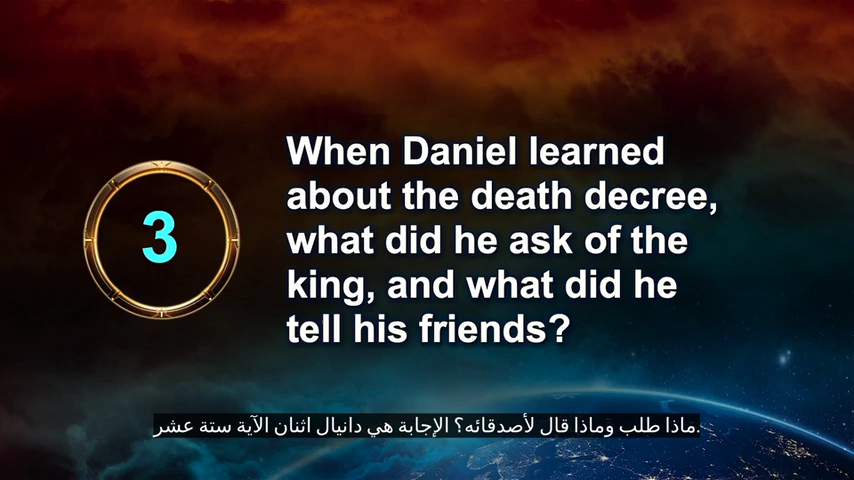 3
When Daniel learned
about the death decree,
what did he ask of the
king, and what did he
tell his friends?
ماذا طلب وماذا قال لأصدقائه؟ الإجابة هي دانيال اثنان الآية ستة عشر.